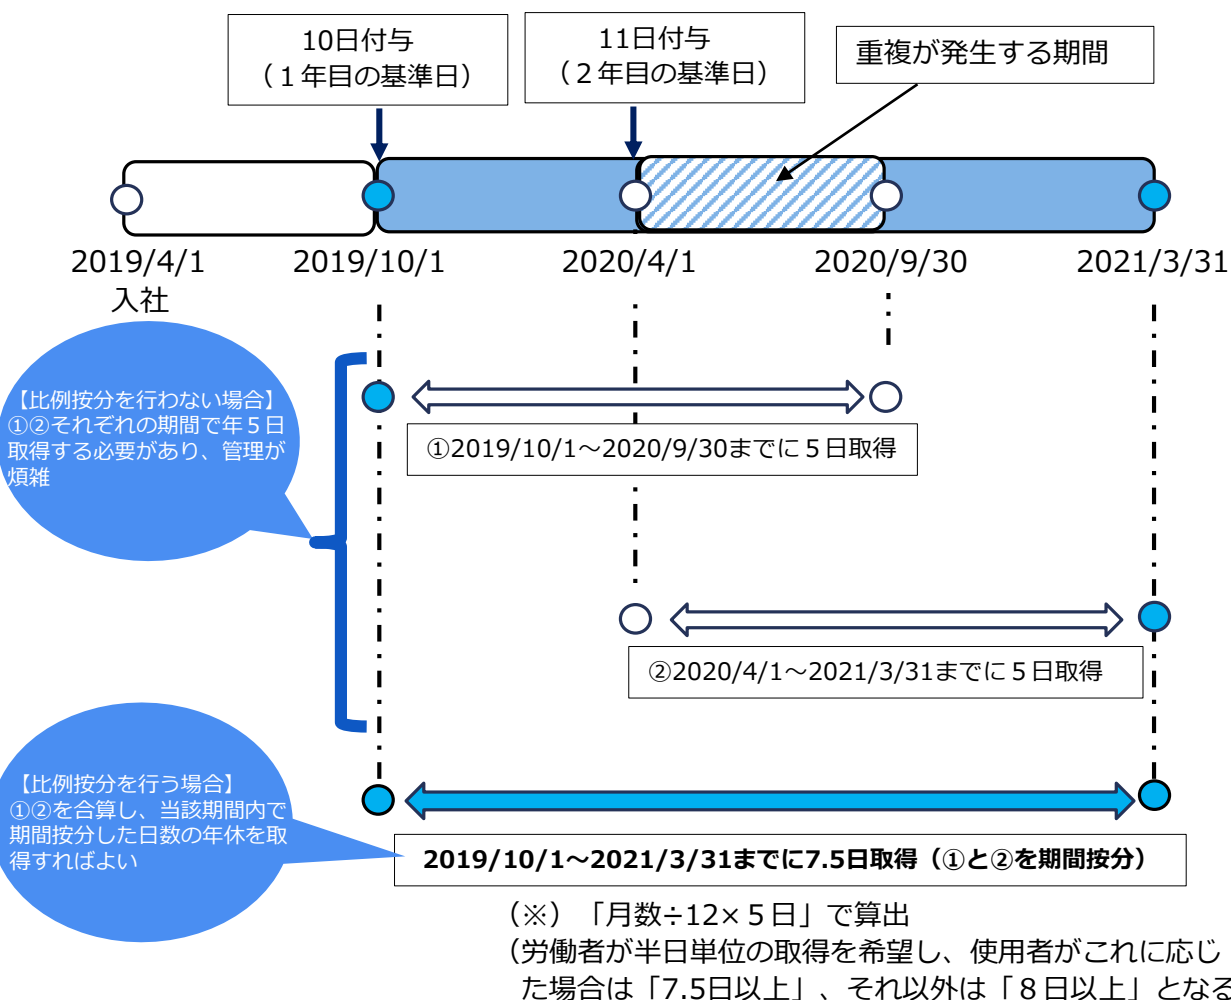 10日付与
（１年目の基準日）
11日付与
（２年目の基準日）
重複が発生する期間
2019/4/1
入社
2019/10/1
2020/4/1
2020/9/30
2021/3/31
【比例按分を行わない場合】
①②それぞれの期間で年５日
取得する必要があり、管理が
煩雑
①2019/10/1～2020/9/30までに５日取得
②2020/4/1～2021/3/31までに５日取得
【比例按分を行う場合】
①②を合算し、当該期間内で
期間按分した日数の年休を取
得すればよい
2019/10/1～2021/3/31までに7.5日取得（①と②を期間按分）
（※）「月数÷12×５日」で算出
（労働者が半日単位の取得を希望し、使用者がこれに応じ
た場合は「7.5日以上」、それ以外は「８日以上」となる